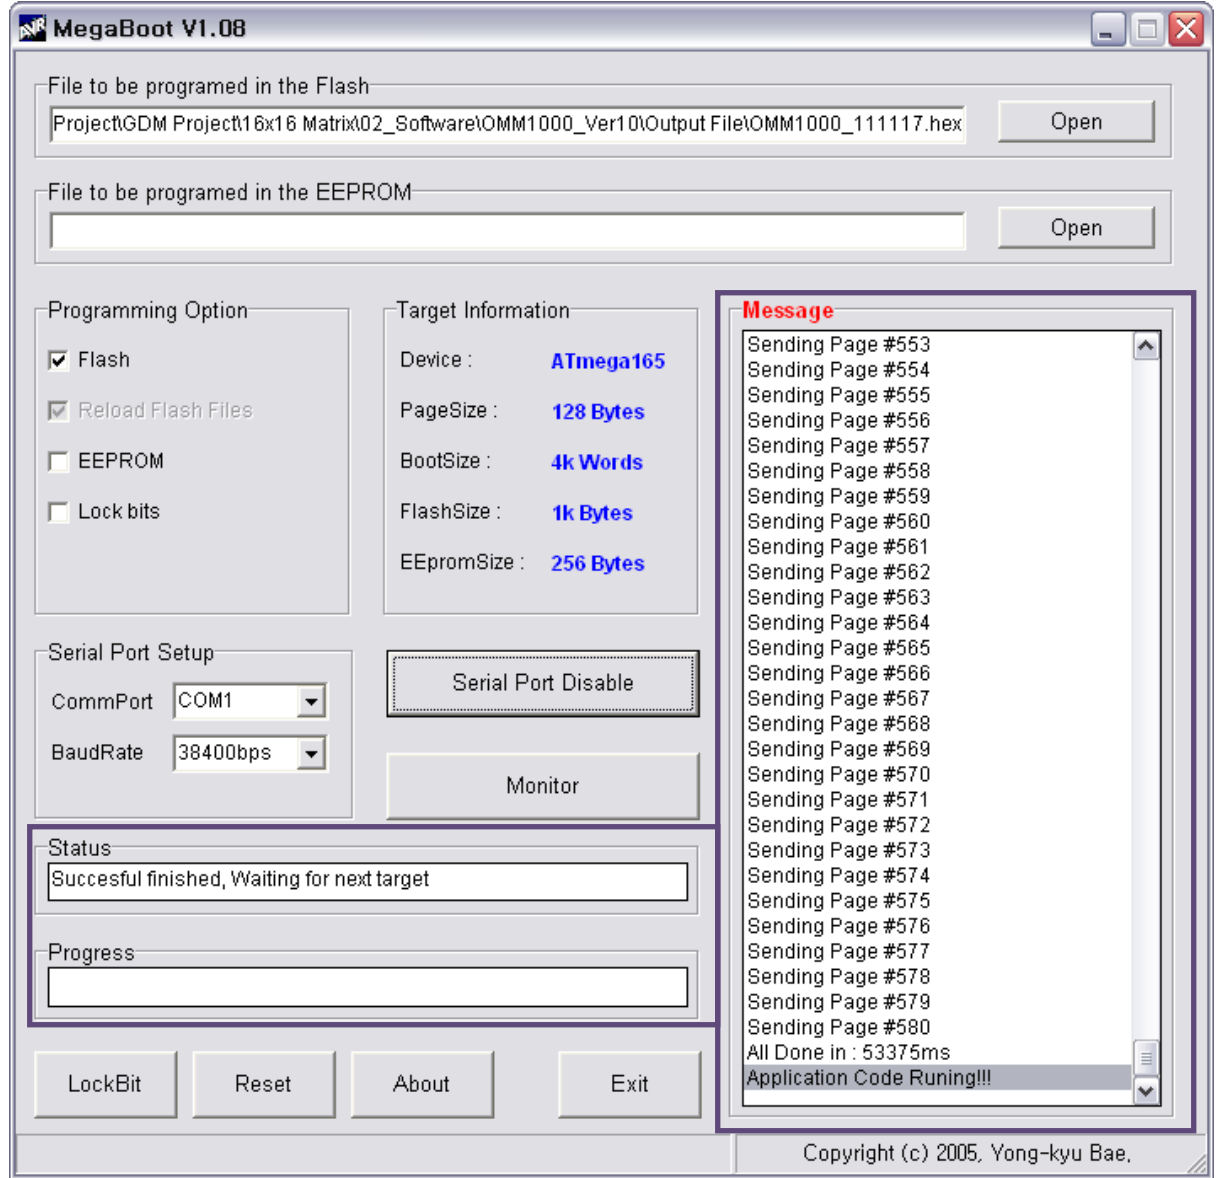 MegaBoot V1.08
File to be programed in the Flash
Project\GDM Project\16x16 Matrix\02_Software\OMM1000_Ver10\Output File\OMM1000_111117.hex
Open
File to be programed in the EEPROM
Open
Programming Option
Flash
Reload Flash Files
EEPROM
Lock bits
Target Information
Device : ATmega165
PageSize : 128 Bytes
BootSize : 4k Words
FlashSize : 1k Bytes
EEpromSize : 256 Bytes
Serial Port Setup
CommPort COM1
BaudRate 38400bps
Serial Port Disable
Monitor
Status
Succesful finished, Waiting for next target
Progress
Message
Sending Page #553
Sending Page #554
Sending Page #555
Sending Page #556
Sending Page #557
Sending Page #558
Sending Page #559
Sending Page #560
Sending Page #561
Sending Page #562
Sending Page #563
Sending Page #564
Sending Page #565
Sending Page #566
Sending Page #567
Sending Page #568
Sending Page #569
Sending Page #570
Sending Page #571
Sending Page #572
Sending Page #573
Sending Page #574
Sending Page #575
Sending Page #576
Sending Page #577
Sending Page #578
Sending Page #579
Sending Page #580
All Done in : 53375ms
Application Code Runing!!!
LockBit
Reset
About
Exit
Copyright (c) 2005, Yong-kyu Bae,